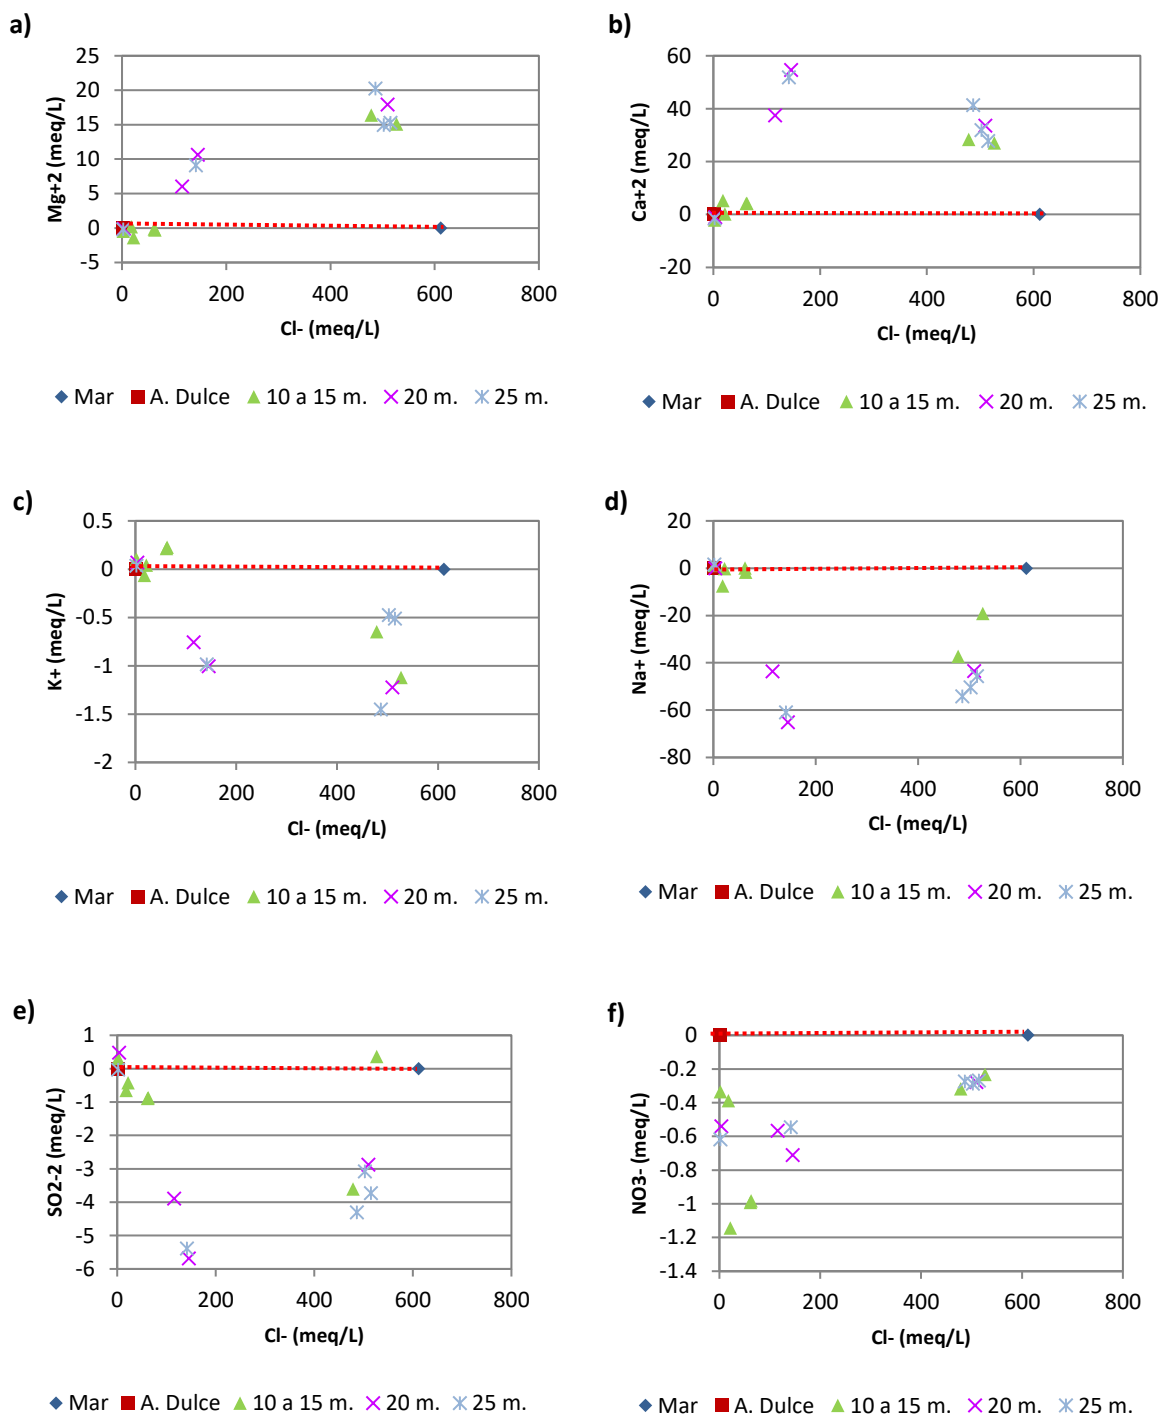 a)
25
20
15
10
5
0
-5
Mg+2 (meq/L)
0 200 400 600 800
Cl- (meq/L)
Mar A. Dulce 10 a 15 m. 20 m. 25 m.
b)
60
40
20
0
-20
Ca+2 (meq/L)
0 200 400 600 800
Cl- (meq/L)
Mar A. Dulce 10 a 15 m. 20 m. 25 m.
c)
0.5
0
-0.5
-1
-1.5
-2
K+ (meq/L)
0 200 400 600 800
Cl- (meq/L)
Mar A. Dulce 10 a 15 m. 20 m. 25 m.
d)
20
0
-20
-40
-60
-80
Na+ (meq/L)
0 200 400 600 800
Cl- (meq/L)
Mar A. Dulce 10 a 15 m. 20 m. 25 m.
e)
1
0
-1
-2
-3
-4
-5
-6
SO2-2 (meq/L)
0 200 400 600 800
Cl- (meq/L)
Mar A. Dulce 10 a 15 m. 20 m. 25 m.
f)
0
-0.2
-0.4
-0.6
-0.8
-1
-1.2
-1.4
NO3- (meq/L)
0 200 400 600 800
Cl- (meq/L)
Mar A. Dulce 10 a 15 m. 20 m. 25 m.